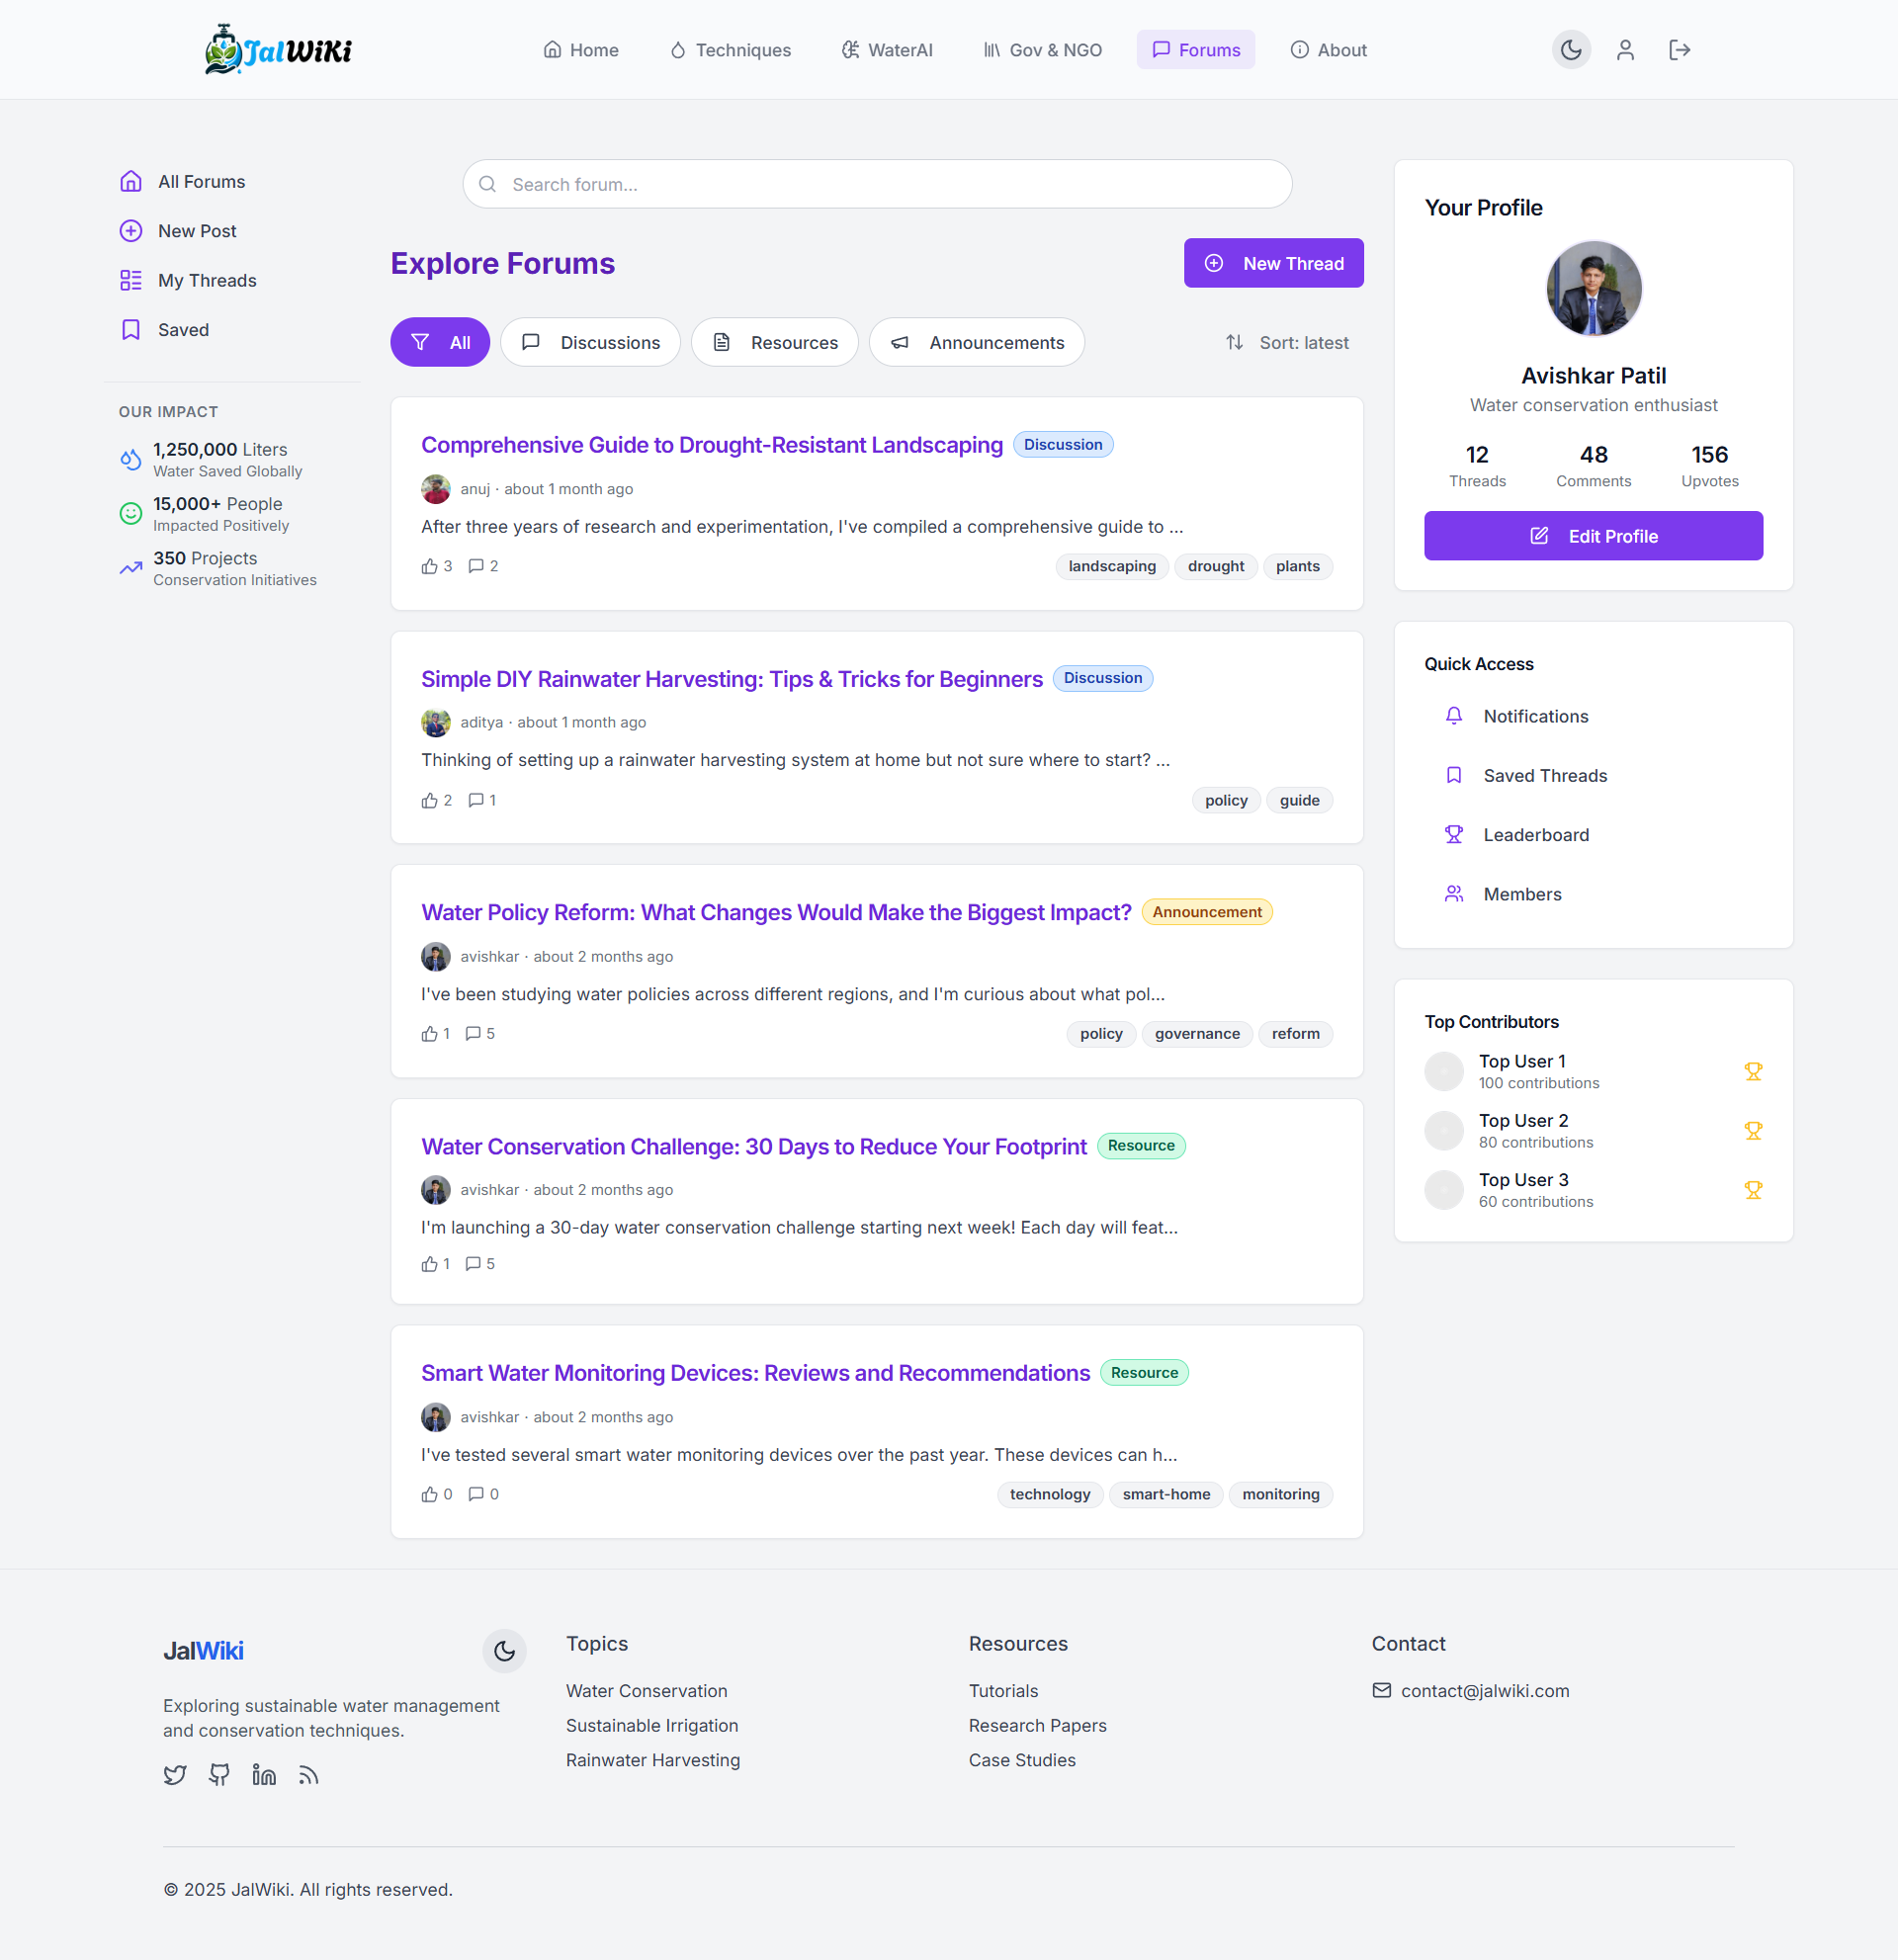 JalWiKi
Home
Techniques
WaterAI
Gov & NGO
Forums
About
All Forums
New Post
My Threads
Saved
OUR IMPACT
1,250,000 Liters
Water Saved Globally
15,000+ People
Impacted Positively
350 Projects
Conservation Initiatives
Search forum...
Explore Forums
New Thread
All
Discussions
Resources
Announcements
Sort: latest
Comprehensive Guide to Drought-Resistant Landscaping Discussion
anuj · about 1 month ago
After three years of research and experimentation, I've compiled a comprehensive guide to ...
3 2 landscaping drought plants
Simple DIY Rainwater Harvesting: Tips & Tricks for Beginners Discussion
aditya · about 1 month ago
Thinking of setting up a rainwater harvesting system at home but not sure where to start? ...
2 1 policy guide
Water Policy Reform: What Changes Would Make the Biggest Impact? Announcement
avishkar · about 2 months ago
I've been studying water policies across different regions, and I'm curious about what pol...
1 5 policy governance reform
Water Conservation Challenge: 30 Days to Reduce Your Footprint Resource
avishkar · about 2 months ago
I'm launching a 30-day water conservation challenge starting next week! Each day will feat...
1 5
Smart Water Monitoring Devices: Reviews and Recommendations Resource
avishkar · about 2 months ago
I've tested several smart water monitoring devices over the past year. These devices can h...
0 0 technology smart-home monitoring
Your Profile
Avishkar Patil
Water conservation enthusiast
12 48 156
Threads Comments Upvotes
Edit Profile
Quick Access
Notifications
Saved Threads
Leaderboard
Members
Top Contributors
Top User 1
100 contributions
Top User 2
80 contributions
Top User 3
60 contributions
JalWiki
Exploring sustainable water management
and conservation techniques.
Topics
Water Conservation
Sustainable Irrigation
Rainwater Harvesting
Resources
Tutorials
Research Papers
Case Studies
Contact
contact@jalwiki.com
© 2025 JalWiki. All rights reserved.